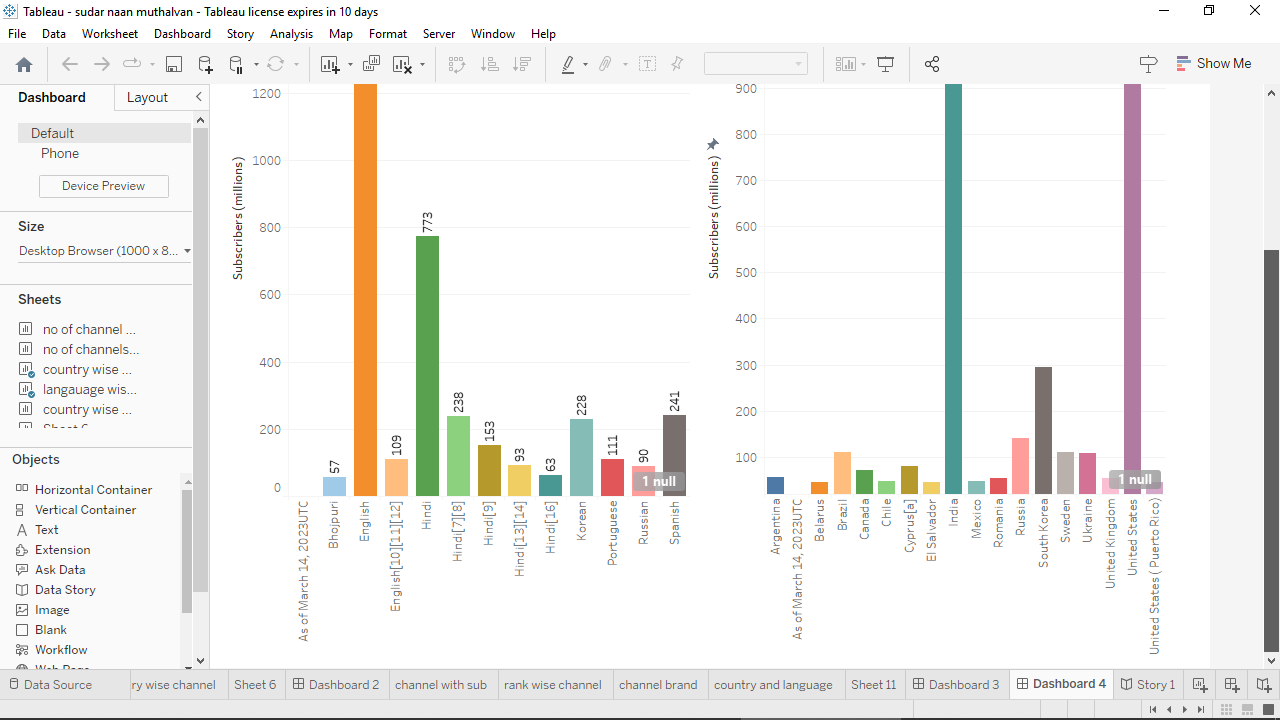 Tableau - sudar naan muthalvan - Tableau license expires in 10 days
File Data Worksheet Dashboard Story Analysis Map Format Server Window Help
Show Me
Dashboard Layout
Default
Phone
Device Preview
Size
Desktop Browser (1000 x 8...
Sheets
no of channel ...
no of channels...
country wise ...
langauage wis...
country wise ...
Sheet 6
Objects
Horizontal Container
Vertical Container
Text
Extension
Ask Data
Data Story
Image
Blank
Workflow
Web Page
Subscribers (millions)
1200
1000
800
600
400
200
0
57
109
773
238
153
93
63
228
111
90
241
1 null
As of March 14, 2023UTC
Bhojpuri
English
English[10][11][12]
Hindi
Hindi[7][8]
Hindi[9]
Hindi[13][14]
Hindi[16]
Korean
Portuguese
Russian
Spanish
Subscribers (millions)
900
800
700
600
500
400
300
200
100
1 null
Argentina
As of March 14, 2023UTC
Belarus
Brazil
Canada
Chile
Cyprus[a]
El Salvador
India
Mexico
Romania
Russia
South Korea
Sweden
Ukraine
United Kingdom
United States
United States ( Puerto Rico)
Data Source ry wise channel Sheet 6 Dashboard 2 channel with sub rank wise channel channel brand country and language Sheet 11 Dashboard 3 Dashboard 4 Story 1